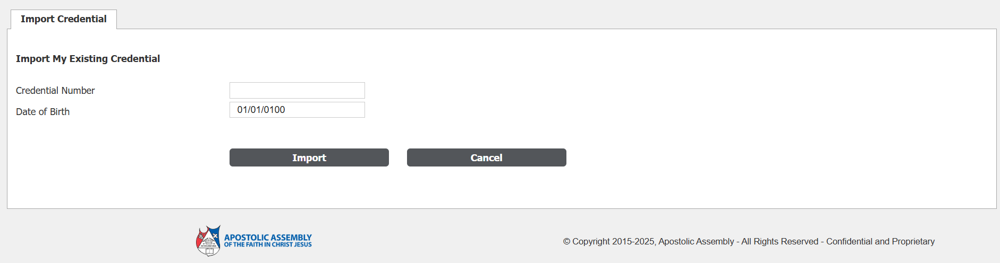 Import Credential
Import My Existing Credential
Credential Number
Date of Birth 01/01/0100
Import Cancel
APOSTOLIC ASSEMBLY
OF THE FAITH IN CHRIST JESUS
© Copyright 2015-2025, Apostolic Assembly - All Rights Reserved - Confidential and Proprietary